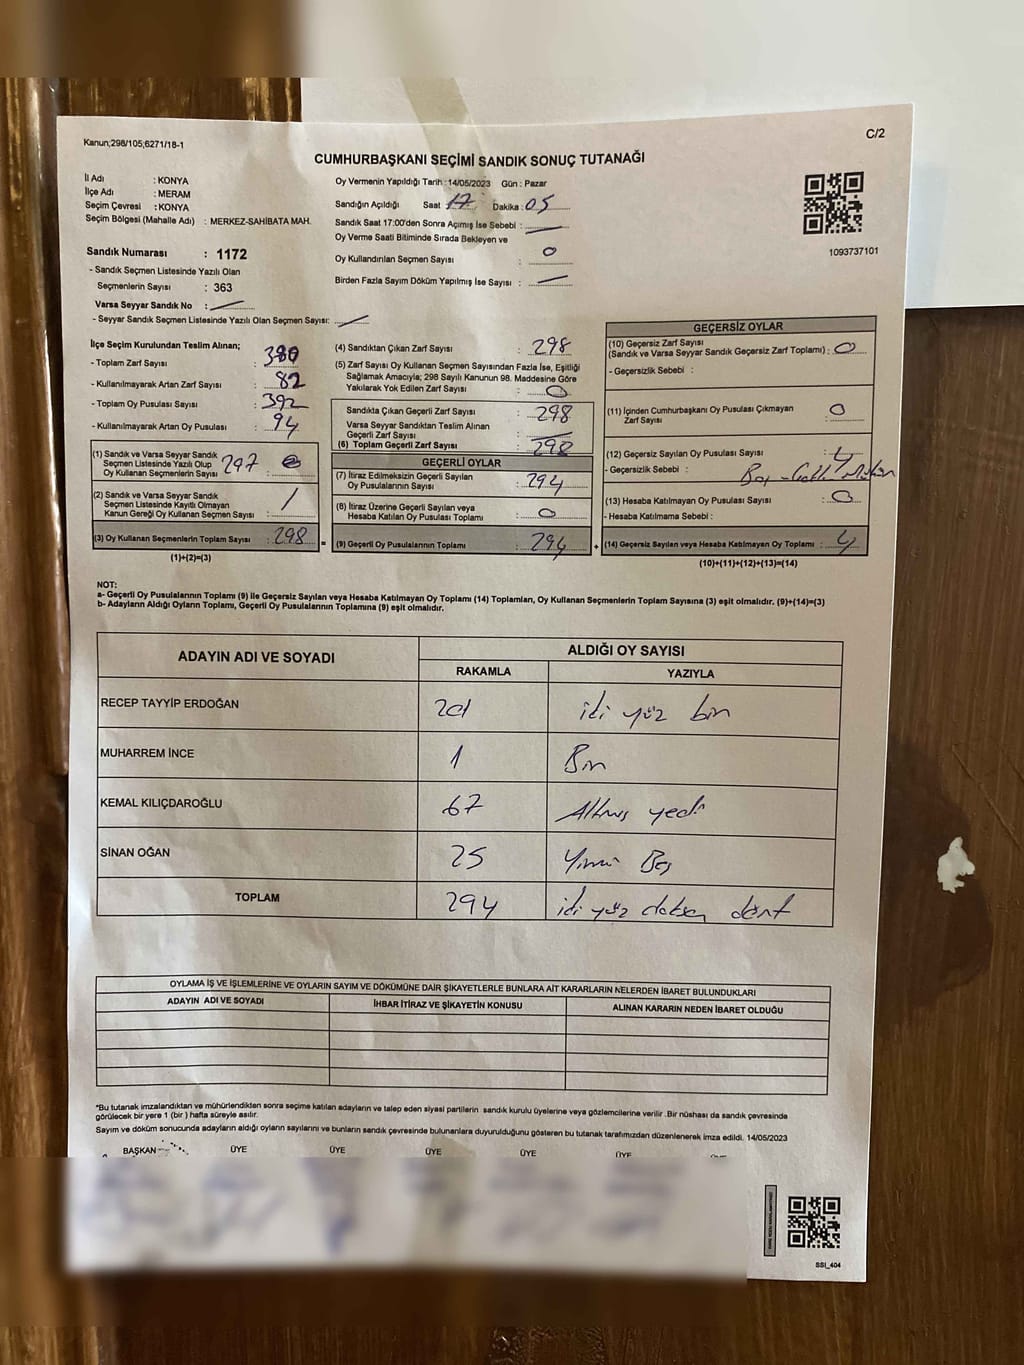 Kanun;298/105;6271/18-1
C/2
CUMHURBAŞKANI SEÇİMİ SANDIK SONUÇ TUTANAĞI
İl Adı : KONYA
İlçe Adı : MERAM
Seçim Çevresi : KONYA
Seçim Bölgesi (Mahalle Adı) : MERKEZ-SAHİBATA MAH.
Sandık Numarası : 1172
- Sandık Seçmen Listesinde Yazılı Olan
Seçmenlerin Sayısı : 363
Varsa Seyyar Sandık No :
- Seyyar Sandık Seçmen Listesinde Yazılı Olan Seçmen Sayısı:
Oy Vermenin Yapıldığı Tarih : 14/05/2023 Gün : Pazar
Sandığın Açıldığı Saat 17 Dakika : 05
Sandık Saat 17:00'den Sonra Açımış İse Sebebi :
Oy Verme Saati Bitiminde Sırada Bekleyen ve
Oy Kullandırılan Seçmen Sayısı : 0
Birden Fazla Sayım Döküm Yapılmış İse Sayısı :
1093737101
İlçe Seçim Kurulundan Teslim Alınan;
- Toplam Zarf Sayısı : 380
- Kullanılmayarak Artan Zarf Sayısı : 82
- Toplam Oy Pusulası Sayısı : 392
- Kullanılmayarak Artan Oy Pusulası : 94
(1) Sandık ve Varsa Seyyar Sandık
Seçmen Listesinde Yazılı Olup
Oy Kullanan Seçmenlerin Sayısı : 297
(2) Sandık ve Varsa Seyyar Sandık
Seçmen Listesinde Kayıtlı Olmayan
Kanun Gereği Oy Kullanan Seçmen Sayısı : 1
(3) Oy Kullanan Seçmenlerin Toplam Sayısı : 298
(1)+(2)=(3)
=
(4) Sandıktan Çıkan Zarf Sayısı : 298
(5) Zarf Sayısı Oy Kullanan Seçmen Sayısından Fazla İse, Eşitliği
Sağlamak Amacıyla; 298 Sayılı Kanunun 98. Maddesine Göre
Yakılarak Yok Edilen Zarf Sayısı : 0
Sandıkta Çıkan Geçerli Zarf Sayısı : 298
Varsa Seyyar Sandıktan Teslim Alınan
Geçerli Zarf Sayısı :
(6) Toplam Geçerli Zarf Sayısı : 298
GEÇERLİ OYLAR
(7) İtiraz Edilmeksizin Geçerli Sayılan
Oy Pusulalarının Sayısı : 294
(8) İtiraz Üzerine Geçerli Sayılan veya
Hesaba Katılan Oy Pusulası Toplamı : 0
(9) Geçerli Oy Pusulalarının Toplamı : 294
+
GEÇERSİZ OYLAR
(10) Geçersiz Zarf Sayısı
(Sandık ve Varsa Seyyar Sandık Geçersiz Zarf Toplamı) : 0
- Geçersizlik Sebebi :
(11) İçinden Cumhurbaşkanı Oy Pusulası Çıkmayan
Zarf Sayısı : 0
(12) Geçersiz Sayılan Oy Pusulası Sayısı : 4
- Geçersizlik Sebebi :
(13) Hesaba Katılmayan Oy Pusulası Sayısı : 0
- Hesaba Katılmama Sebebi :
(14) Geçersiz Sayılan veya Hesaba Katılmayan Oy Toplamı : 4
(10)+(11)+(12)+(13)=(14)
NOT:
a- Geçerli Oy Pusulalarının Toplamı (9) ile Geçersiz Sayılan veya Hesaba Katılmayan Oy Toplamı (14) Toplamları, Oy Kullanan Seçmenlerin Toplam Sayısına (3) eşit olmalıdır. (9)+(14)=(3)
b- Adayların Aldığı Oyların Toplamı, Geçerli Oy Pusulalarının Toplamına (9) eşit olmalıdır.
ADAYIN ADI VE SOYADI
ALDIĞI OY SAYISI
RAKAMLA YAZIYLA
RECEP TAYYİP ERDOĞAN 201 iki yüz bir
MUHARREM İNCE 1 Bir
KEMAL KILIÇDAROĞLU 67 Altmış yedi
SİNAN OĞAN 25 Yirmi Beş
TOPLAM 294 iki yüz doksan dört
OYLAMA İŞ VE İŞLEMLERİNE VE OYLARIN SAYIM VE DÖKÜMÜNE DAİR ŞİKAYETLERLE BUNLARA AİT KARARLARIN NELERDEN İBARET BULUNDUKLARI
ADAYIN ADI VE SOYADI İHBAR İTİRAZ VE ŞİKAYETİN KONUSU ALINAN KARARIN NEDEN İBARET OLDUĞU
*Bu tutanak imzalandıktan ve mühürlendikten sonra seçime katılan adayların ve talep eden siyasi partilerin sandık kurulu üyelerine veya gözlemcilerine verilir .Bir nüshası da sandık çevresinde
görülecek bir yere 1 (bir ) hafta süreyle asılır.
Sayım ve döküm sonucunda adayların aldığı oyların sayılarını ve bunların sandık çevresinde bulunanlara duyurulduğunu gösteren bu tutanak tarafımızdan düzenlenerek imza edildi. 14/05/2023
BAŞKAN ÜYE ÜYE ÜYE ÜYE ÜYE
SSI_404